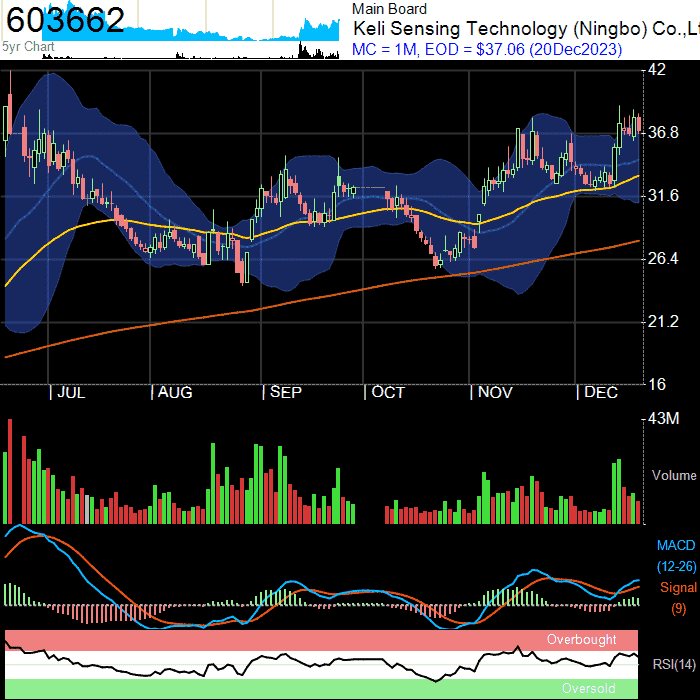 603662
5yr Chart
Main Board
Keli Sensing Technology (Ningbo) Co.,Lt
MC = 1M, EOD = $37.06 (20Dec2023)
42
36.8
31.6
26.4
21.2
16
| JUL | AUG | SEP | OCT | NOV | DEC
43M
Volume
MACD
(12-26)
Signal
(9)
Overbought
RSI(14)
Oversold